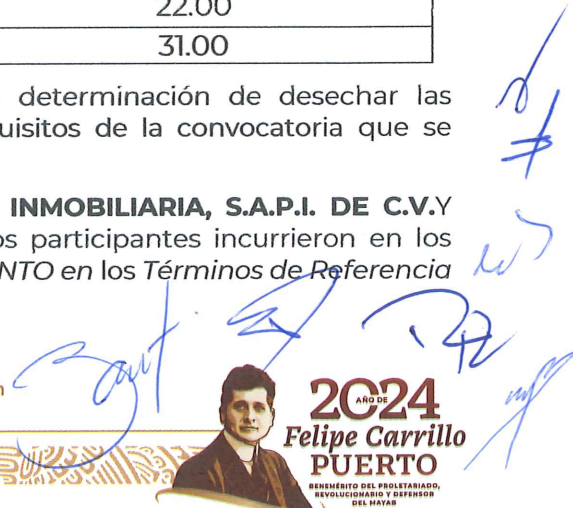 22.00
31.00
determinación de desechar las
uisitos de la convocatoria que se
INMOBILIARIA, S.A.P.I. DE C.V.Y
os participantes incurrieron en los
NTO en los Términos de Referencia
2024
AÑO DE
Felipe Carrillo
PUERTO
BENEMÉRITO DEL PROLETARIADO,
REVOLUCIONARIO Y DEFENSOR
DEL MAYAB